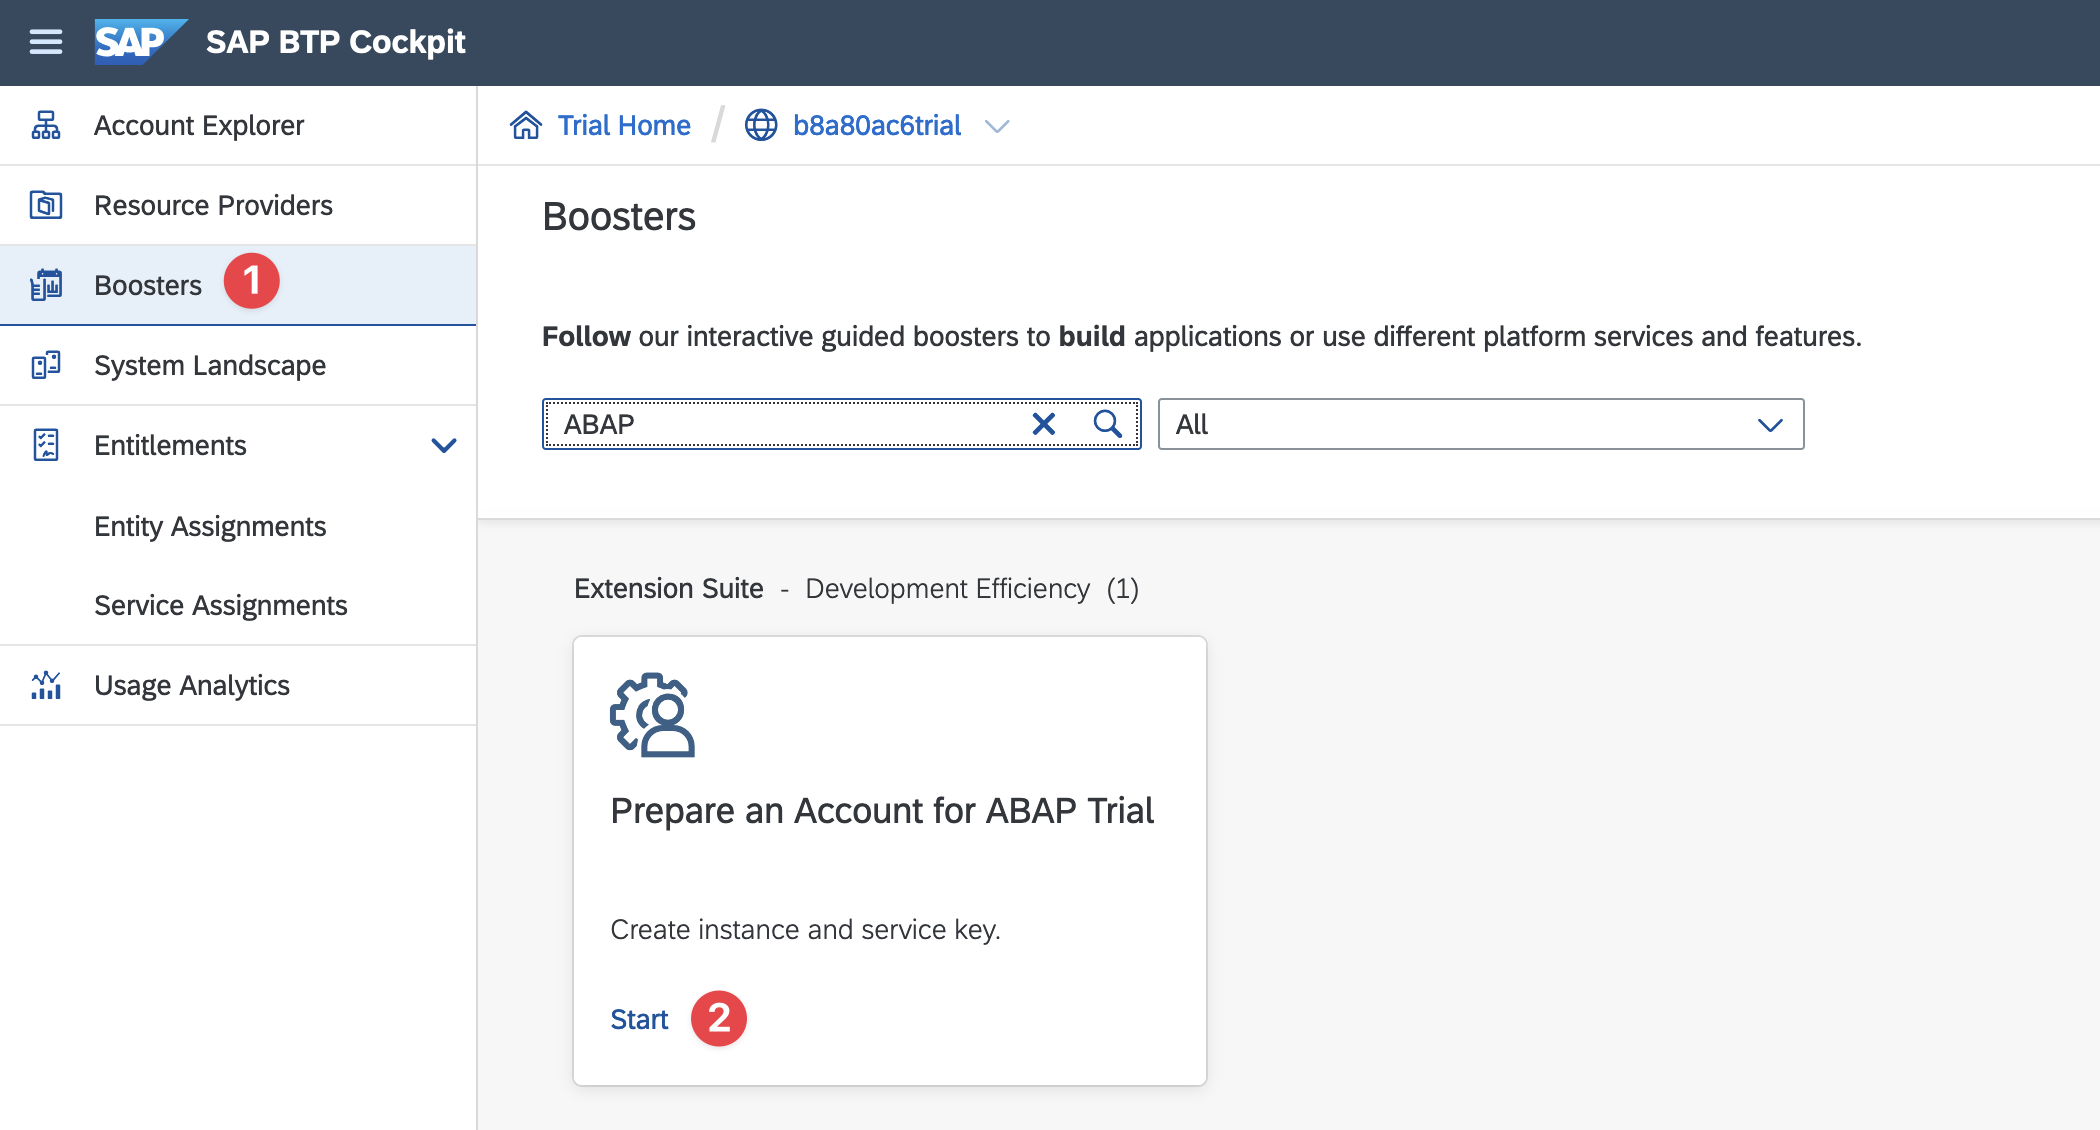 SAP SAP BTP Cockpit
Account Explorer
Resource Providers
Boosters 1
System Landscape
Entitlements
Entity Assignments
Service Assignments
Usage Analytics
Trial Home / b8a80ac6trial
Boosters
Follow our interactive guided boosters to build applications or use different platform services and features.
ABAP
All
Extension Suite - Development Efficiency (1)
Prepare an Account for ABAP Trial
Create instance and service key.
Start 2